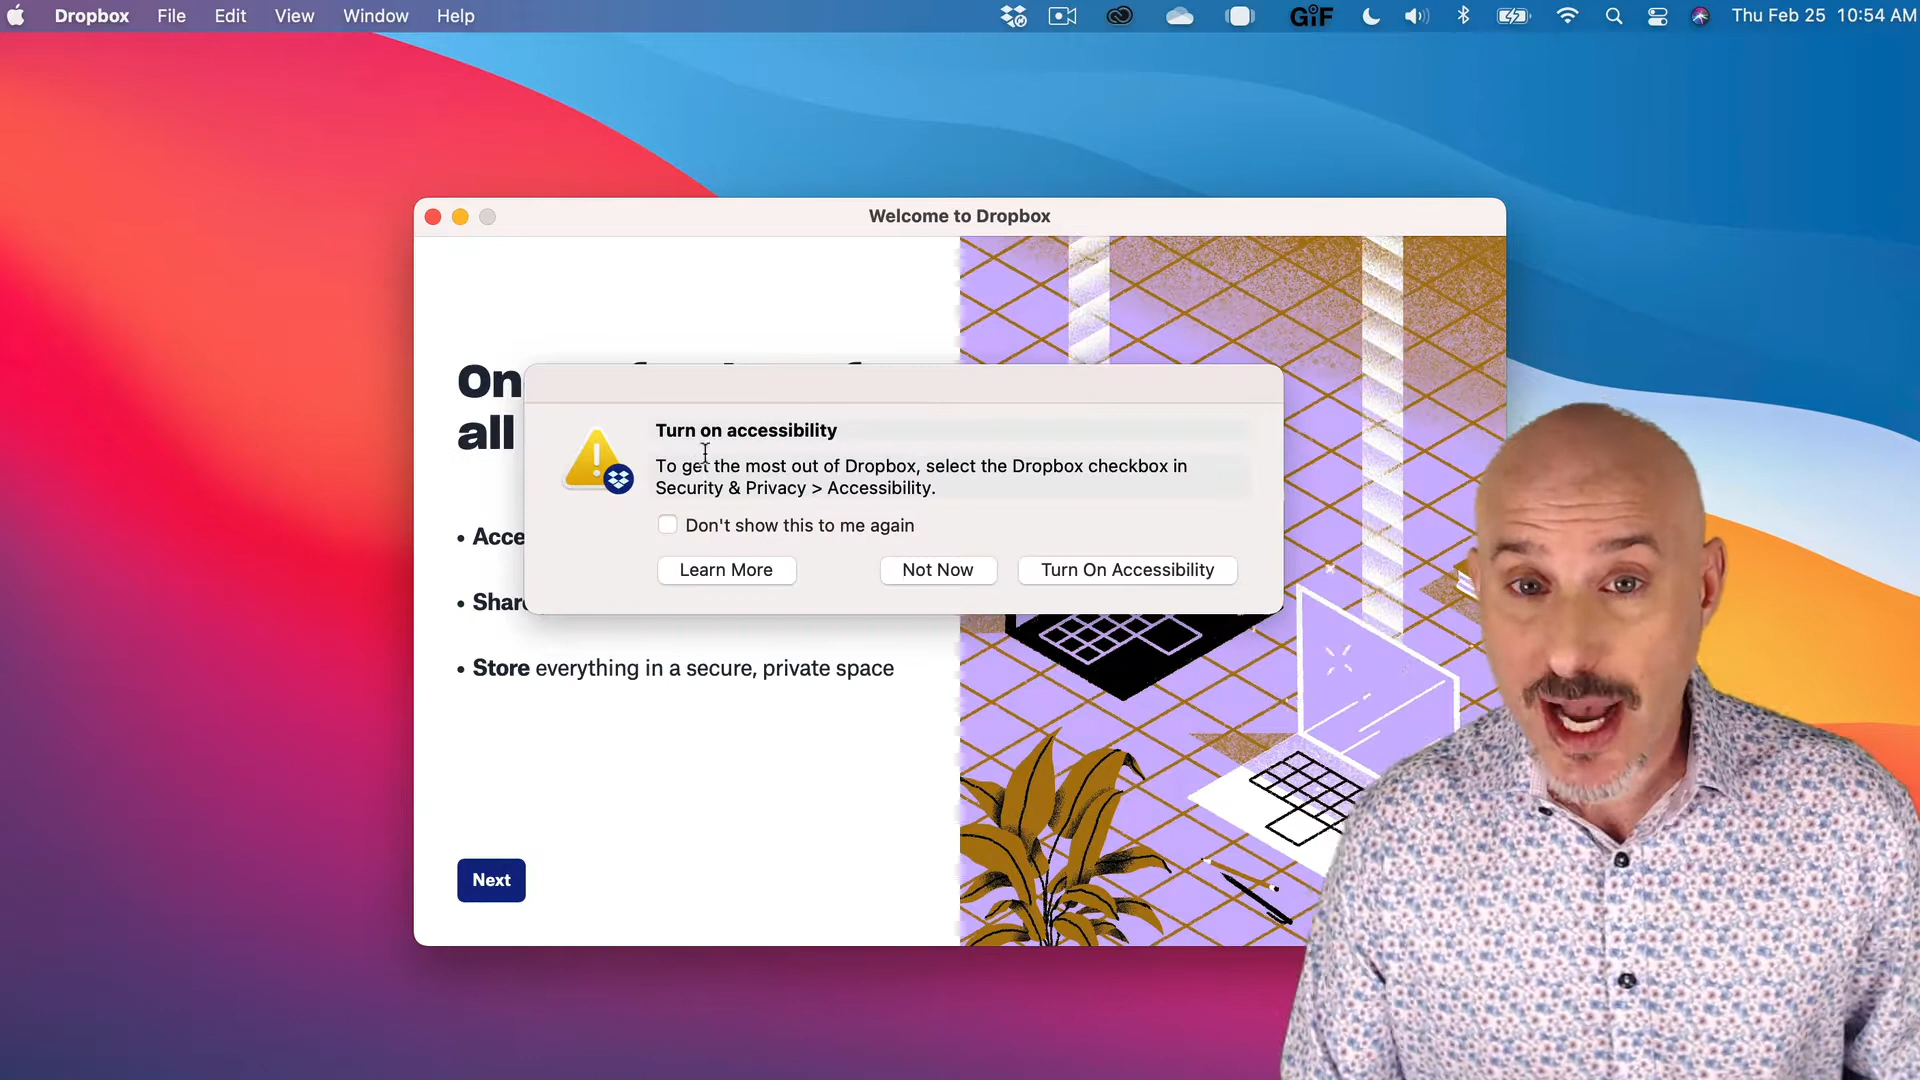 Dropbox File Edit View Window Help GIF Thu Feb 25 10:54 AM
Welcome to Dropbox
On
all
Turn on accessibility
To get the most out of Dropbox, select the Dropbox checkbox in
Security & Privacy > Accessibility.
Don't show this to me again
Learn More Not Now Turn On Accessibility
• Acce
• Share
• Store everything in a secure, private space
Next